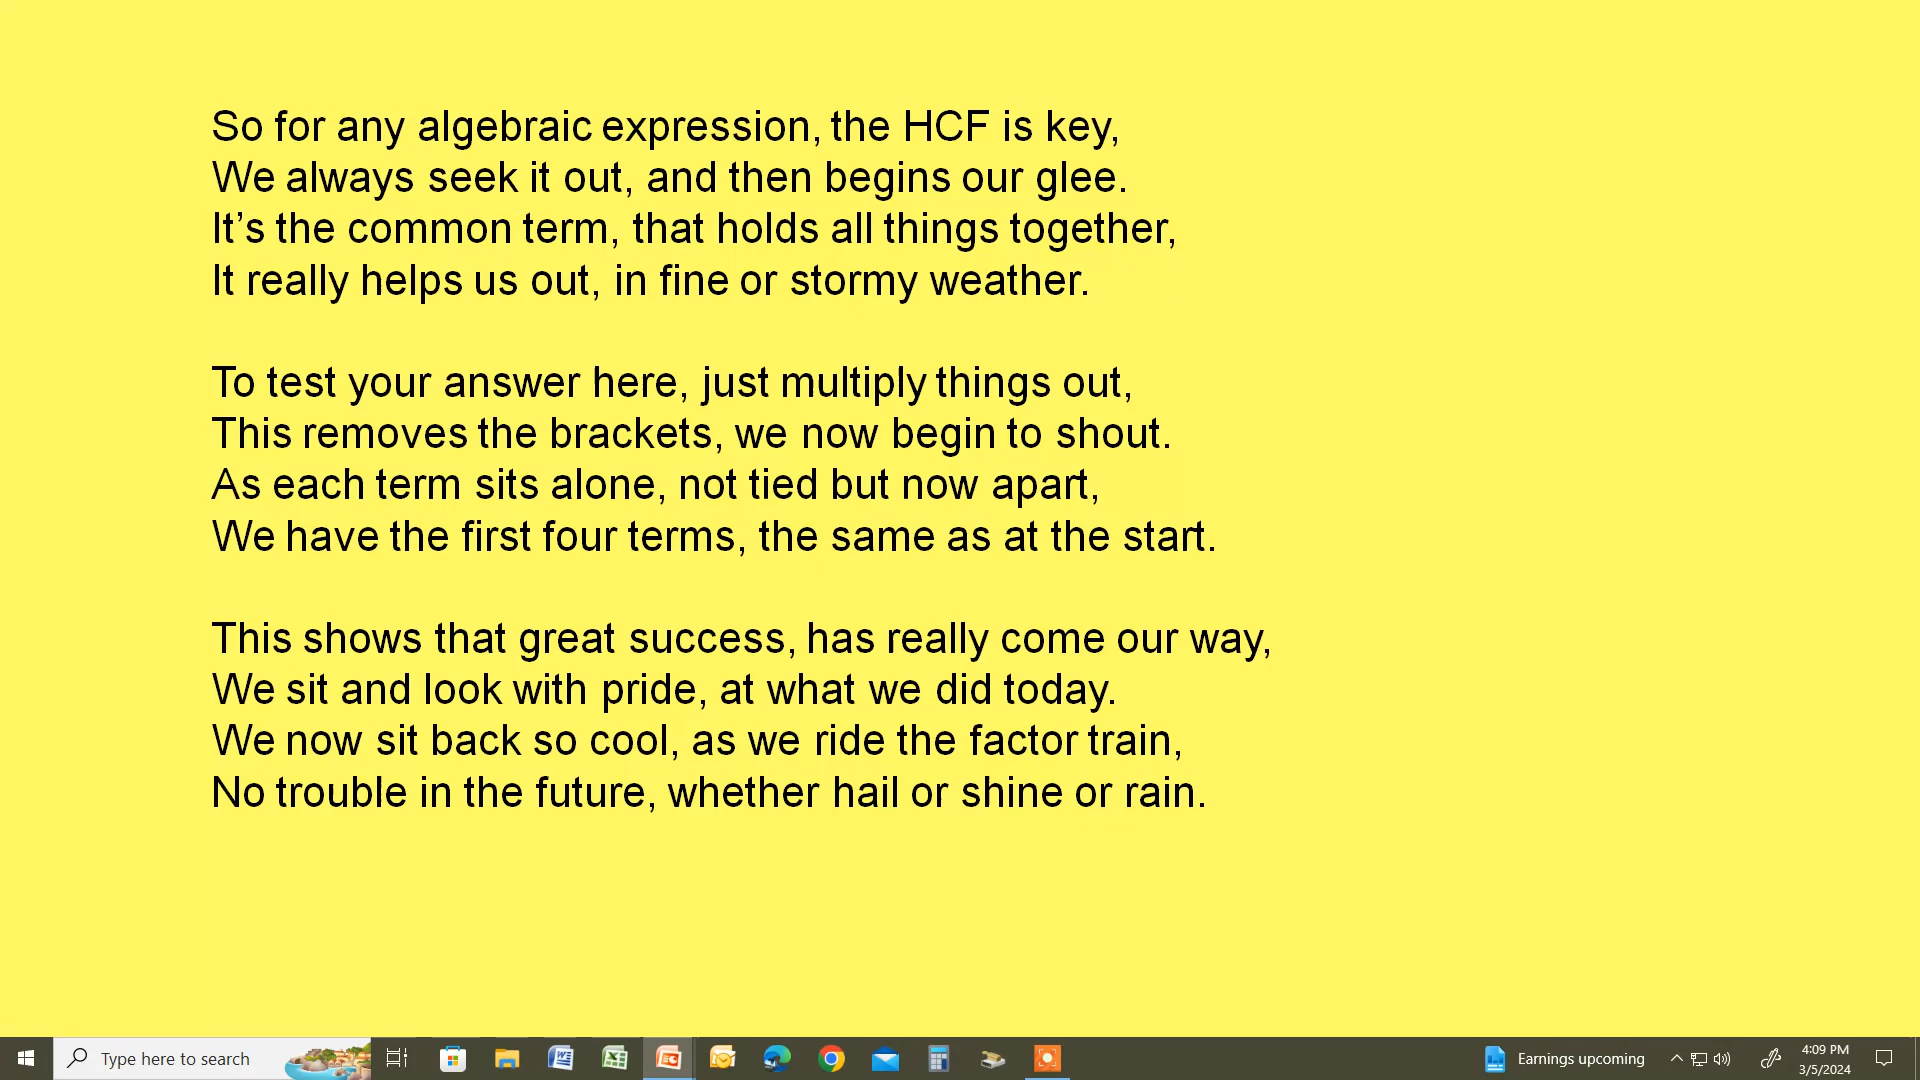 So for any algebraic expression, the HCF is key,
We always seek it out, and then begins our glee.
It’s the common term, that holds all things together,
It really helps us out, in fine or stormy weather.
To test your answer here, just multiply things out,
This removes the brackets, we now begin to shout.
As each term sits alone, not tied but now apart,
We have the first four terms, the same as at the start.
This shows that great success, has really come our way,
We sit and look with pride, at what we did today.
We now sit back so cool, as we ride the factor train,
No trouble in the future, whether hail or shine or rain.
Type here to search
Earnings upcoming
4:09 PM
3/5/2024